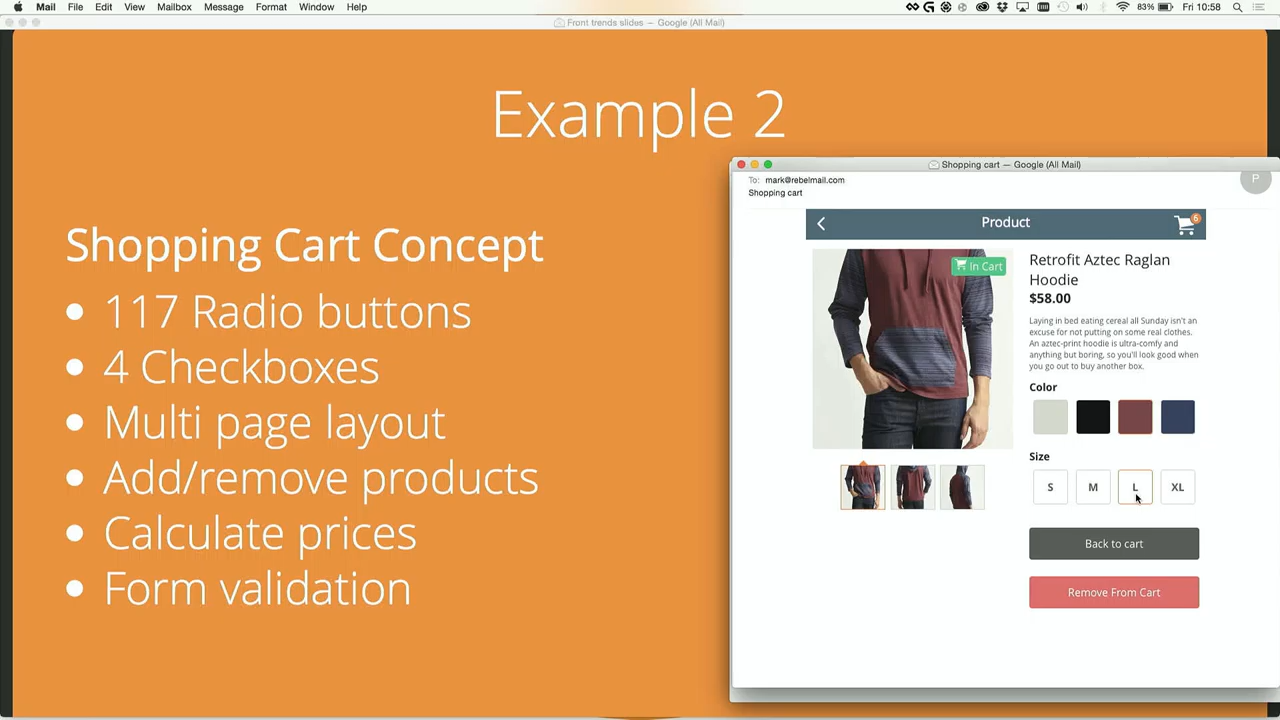 Mail File Edit View Mailbox Message Format Window Help 83% Fri 10:58
Front trends slides — Google (All Mail)
Example 2
Shopping Cart Concept
117 Radio buttons
4 Checkboxes
Multi page layout
Add/remove products
Calculate prices
Form validation
Shopping cart — Google (All Mail)
To: mark@rebelmail.com
Shopping cart
P
Product
6
In Cart
Retrofit Aztec Raglan
Hoodie
$58.00
Laying in bed eating cereal all Sunday isn't an
excuse for not putting on some real clothes.
An aztec-print hoodie is ultra-comfy and
anything but boring, so you'll look good when
you go out to buy another box.
Color
Size
S M L XL
Back to cart
Remove From Cart